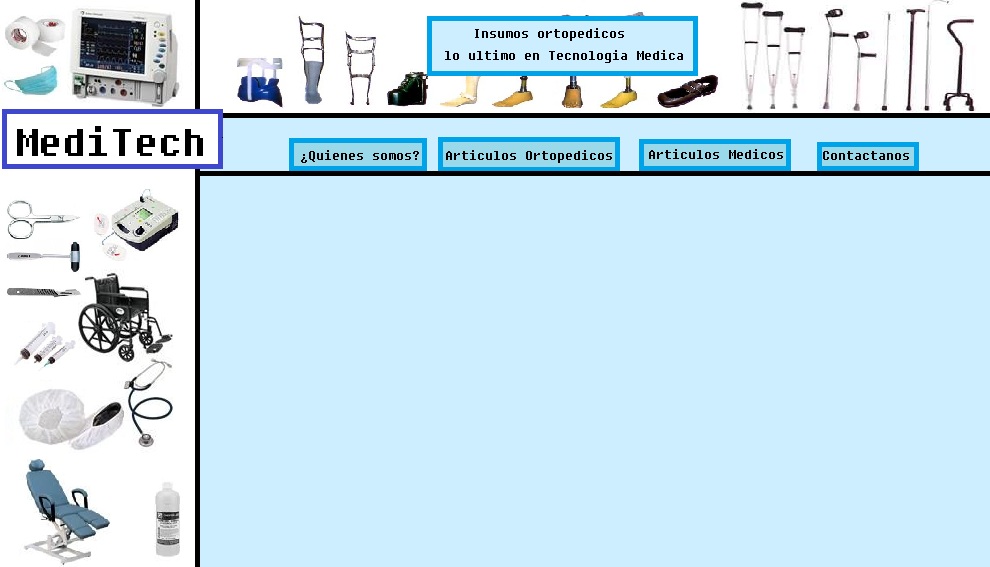 Insumos ortopedicos
lo ultimo en Tecnologia Medica
MediTech
¿Quienes somos?
Articulos Ortopedicos
Articulos Medicos
Contactanos